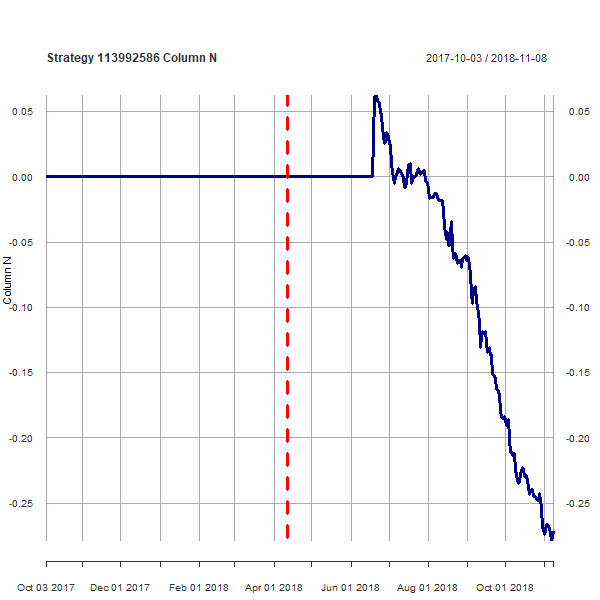 Strategy 113992586 Column N
2017-10-03 / 2018-11-08
0.05 0.05
0.00 0.00
-0.05 -0.05
Column N
-0.10 -0.10
-0.15 -0.15
-0.20 -0.20
-0.25 -0.25
Oct 03 2017 Dec 01 2017 Feb 01 2018 Apr 01 2018 Jun 01 2018 Aug 01 2018 Oct 01 2018